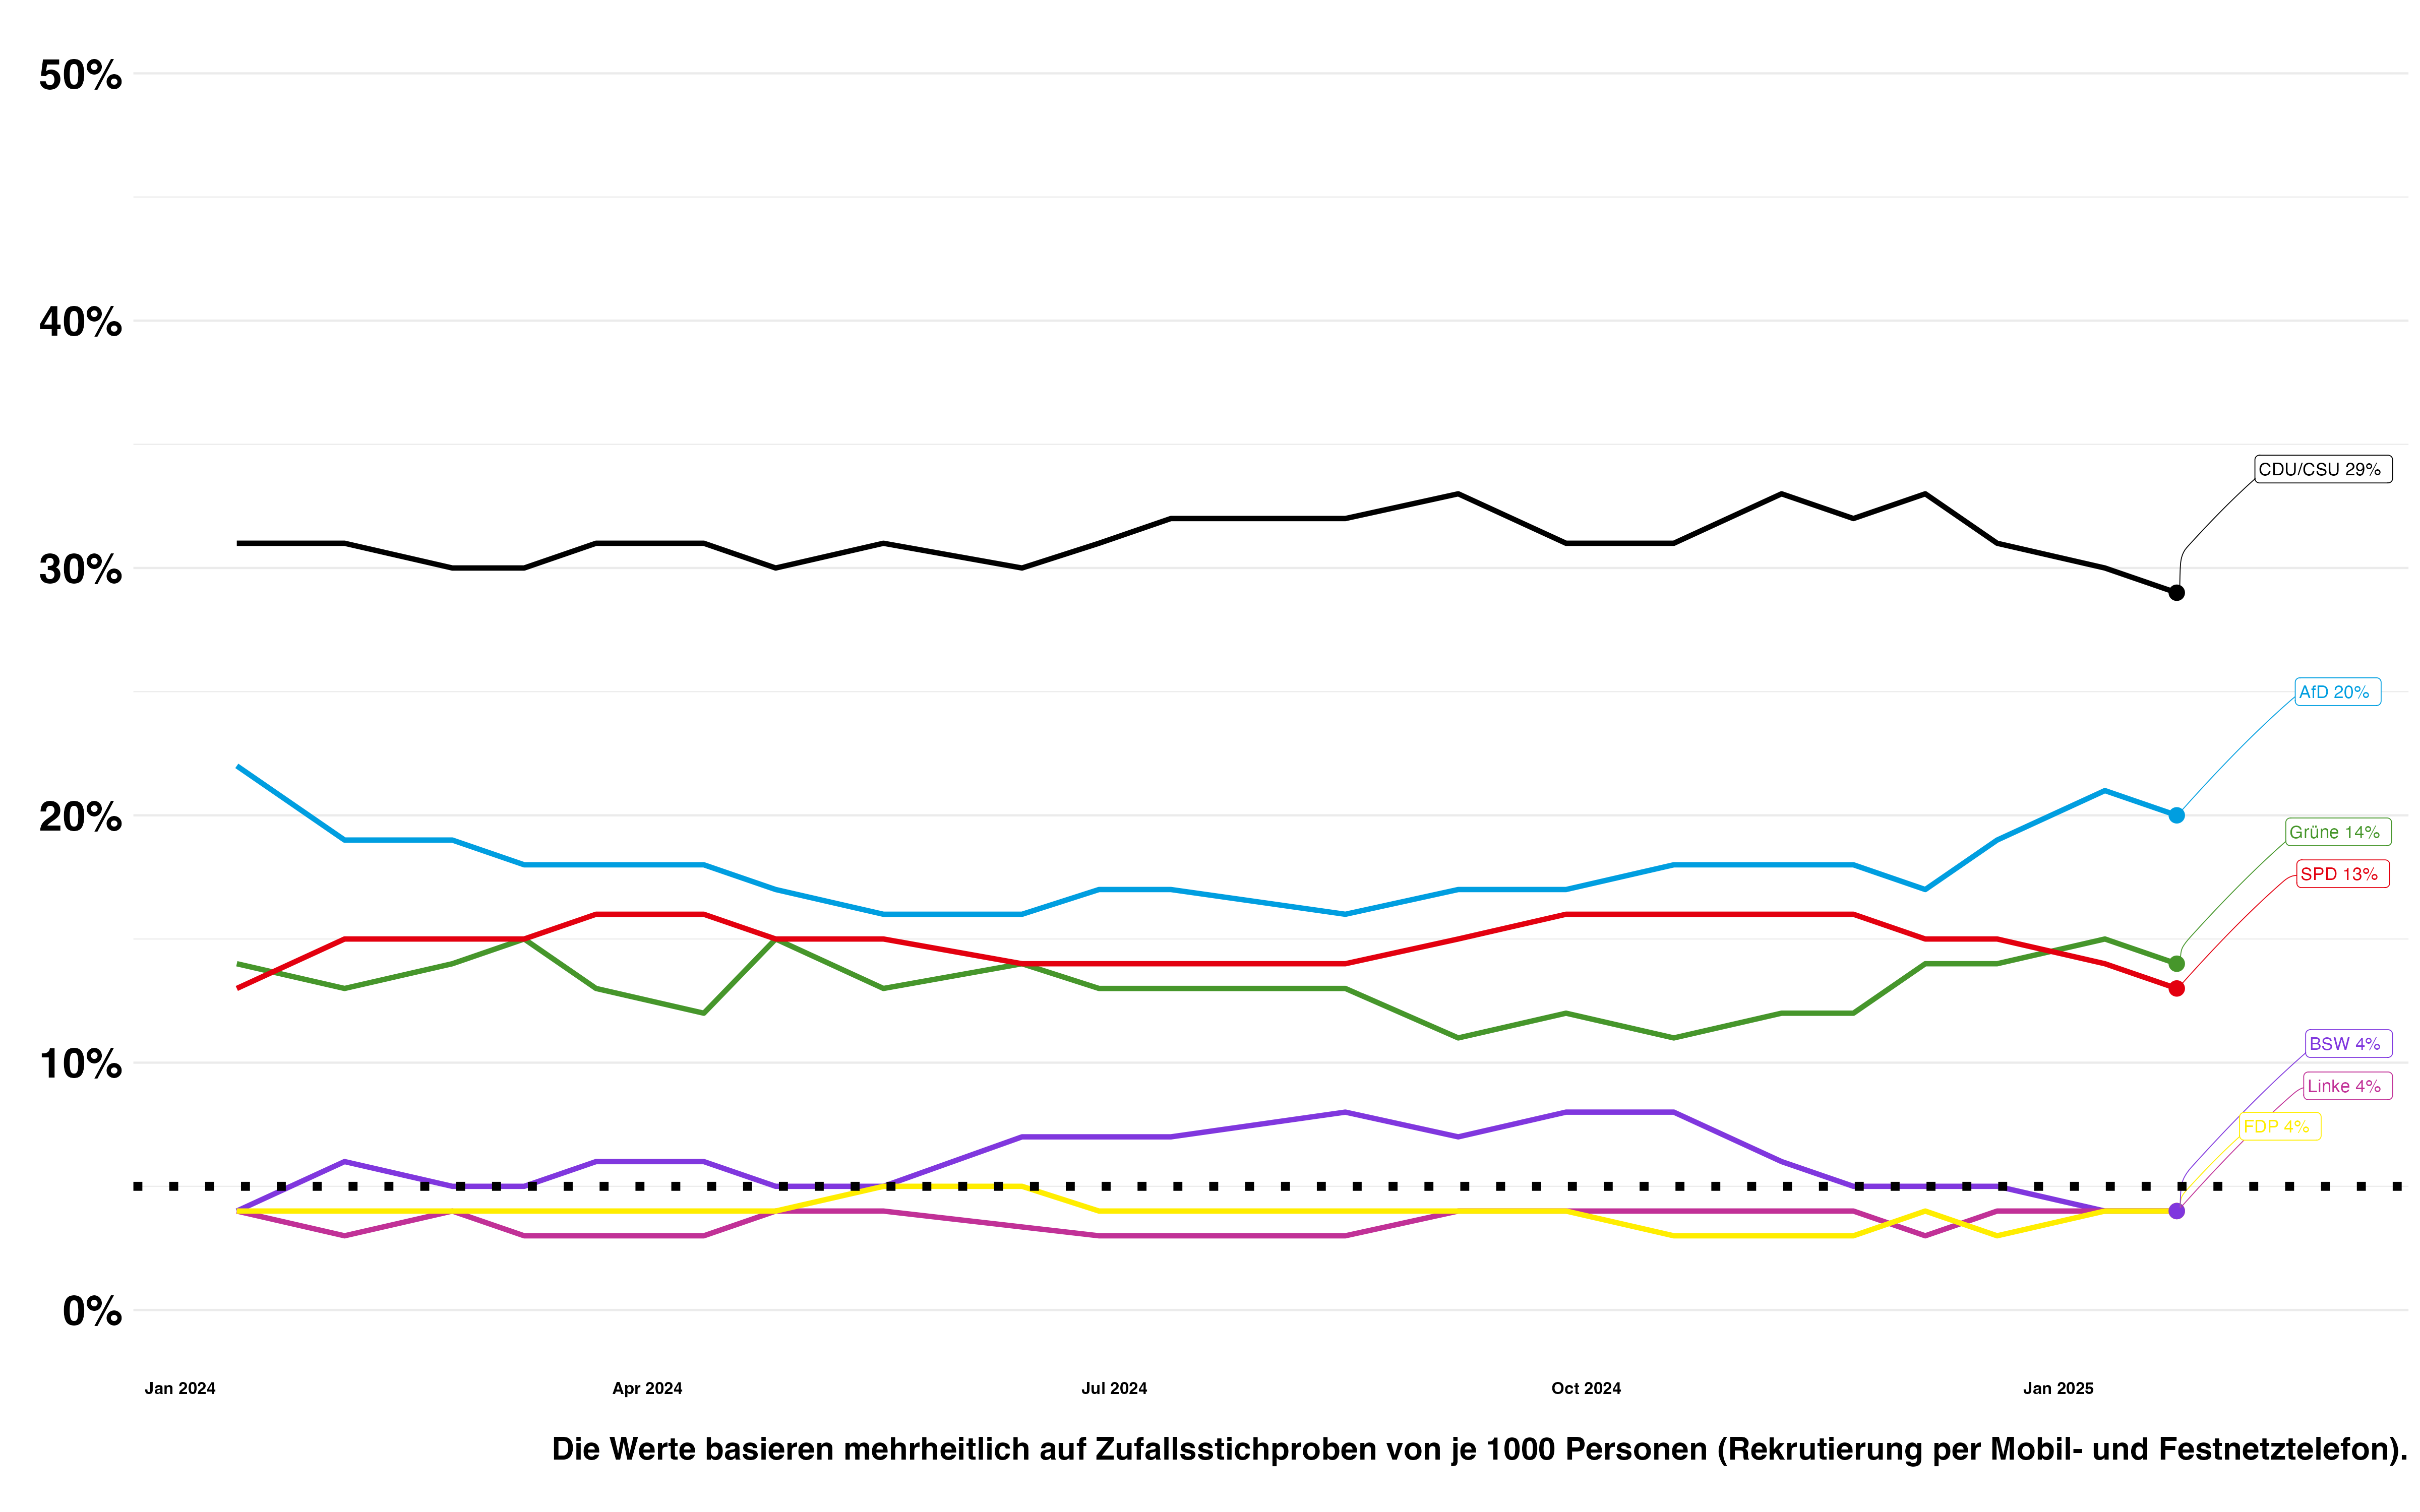 50%
40%
30%
20%
10%
0%
CDU/CSU 29%
AfD 20%
Grüne 14%
SPD 13%
BSW 4%
Linke 4%
FDP 4%
Jan 2024
Apr 2024
Jul 2024
Oct 2024
Jan 2025
Die Werte basieren mehrheitlich auf Zufallsstichproben von je 1000 Personen (Rekrutierung per Mobil- und Festnetztelefon).